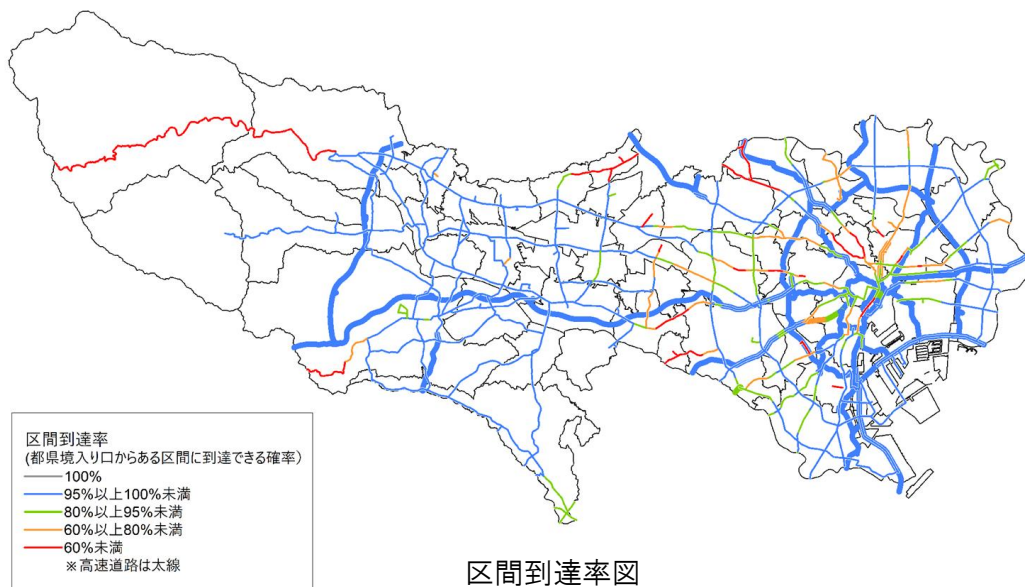 区間到達率
(都県境入り口からある区間に到達できる確率)
100%
95%以上100%未満
80%以上95%未満
60%以上80%未満
60%未満
※高速道路は太線
区間到達率図